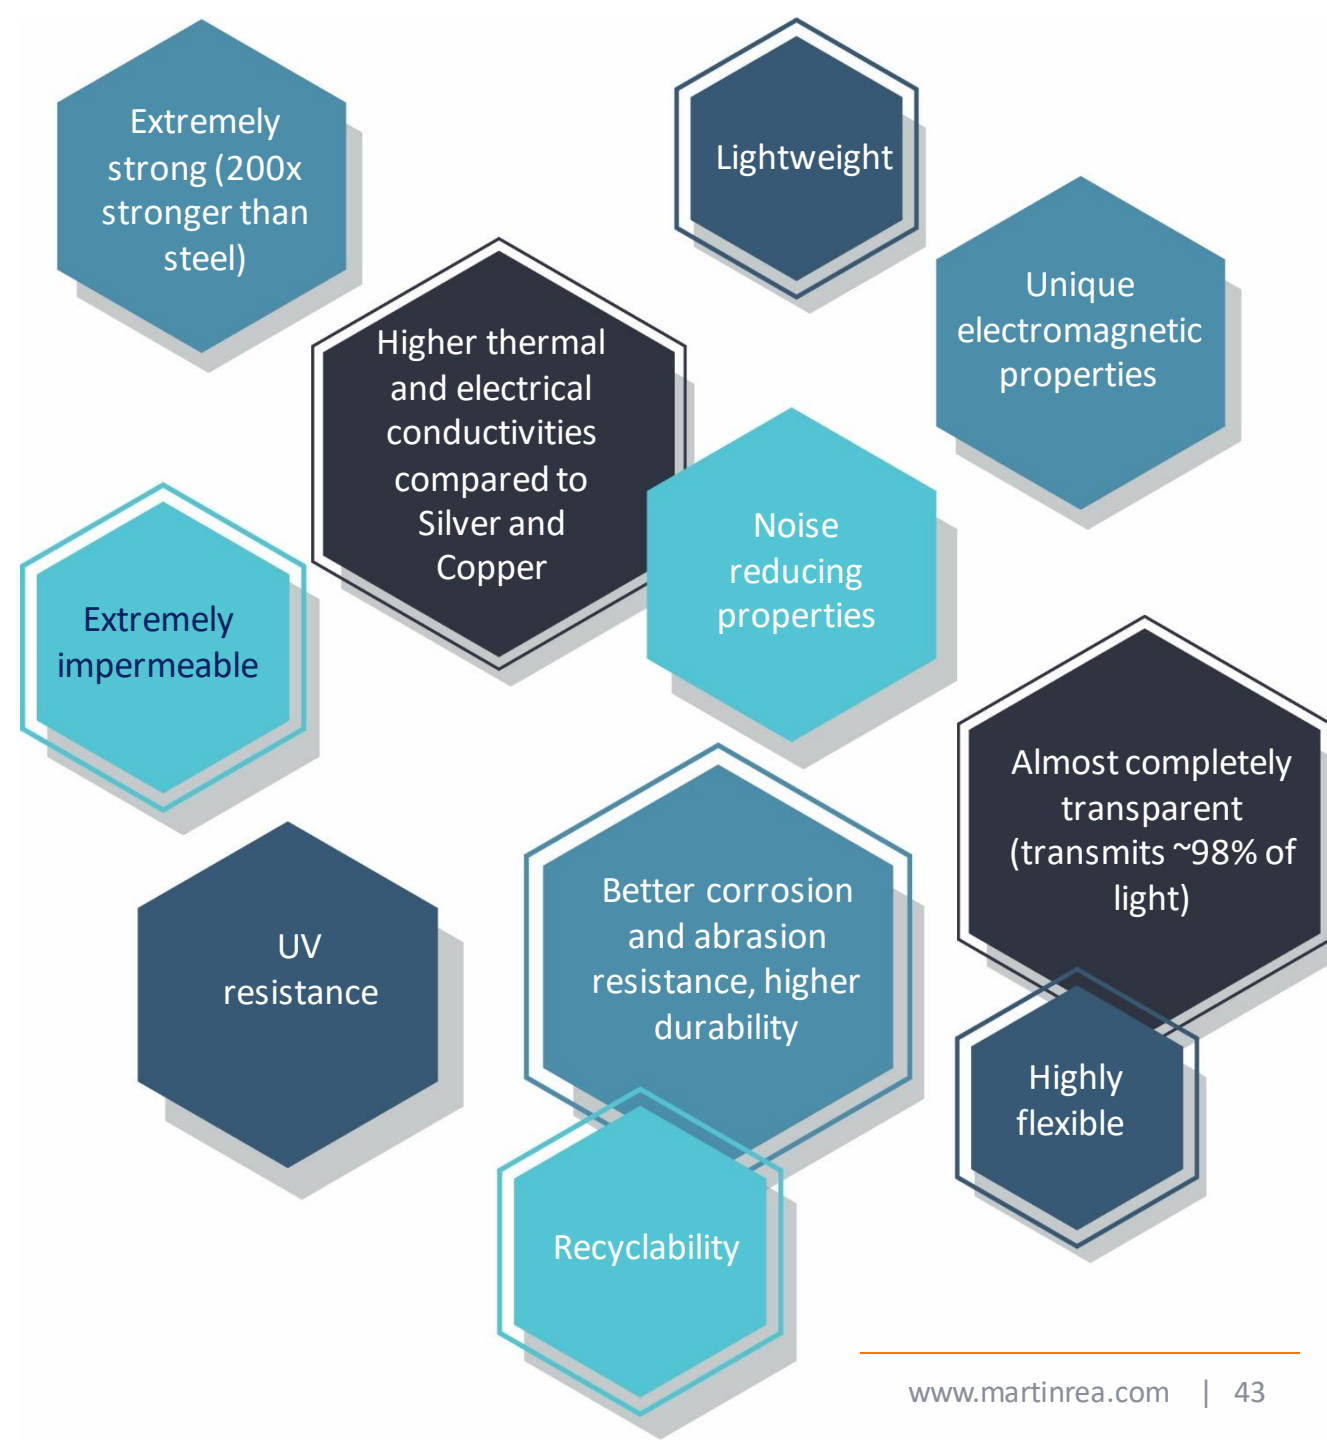 Extremely
strong (200x
stronger than
steel)
Lightweight
Unique
electromagnetic
properties
Higher thermal
and electrical
conductivities
compared to
Silver and
Copper
Noise
reducing
properties
Extremely
impermeable
Almost completely
transparent
(transmits ~98% of
light)
Better corrosion
and abrasion
resistance, higher
durability
UV
resistance
Highly
flexible
Recyclability
www.martinrea.com | 43